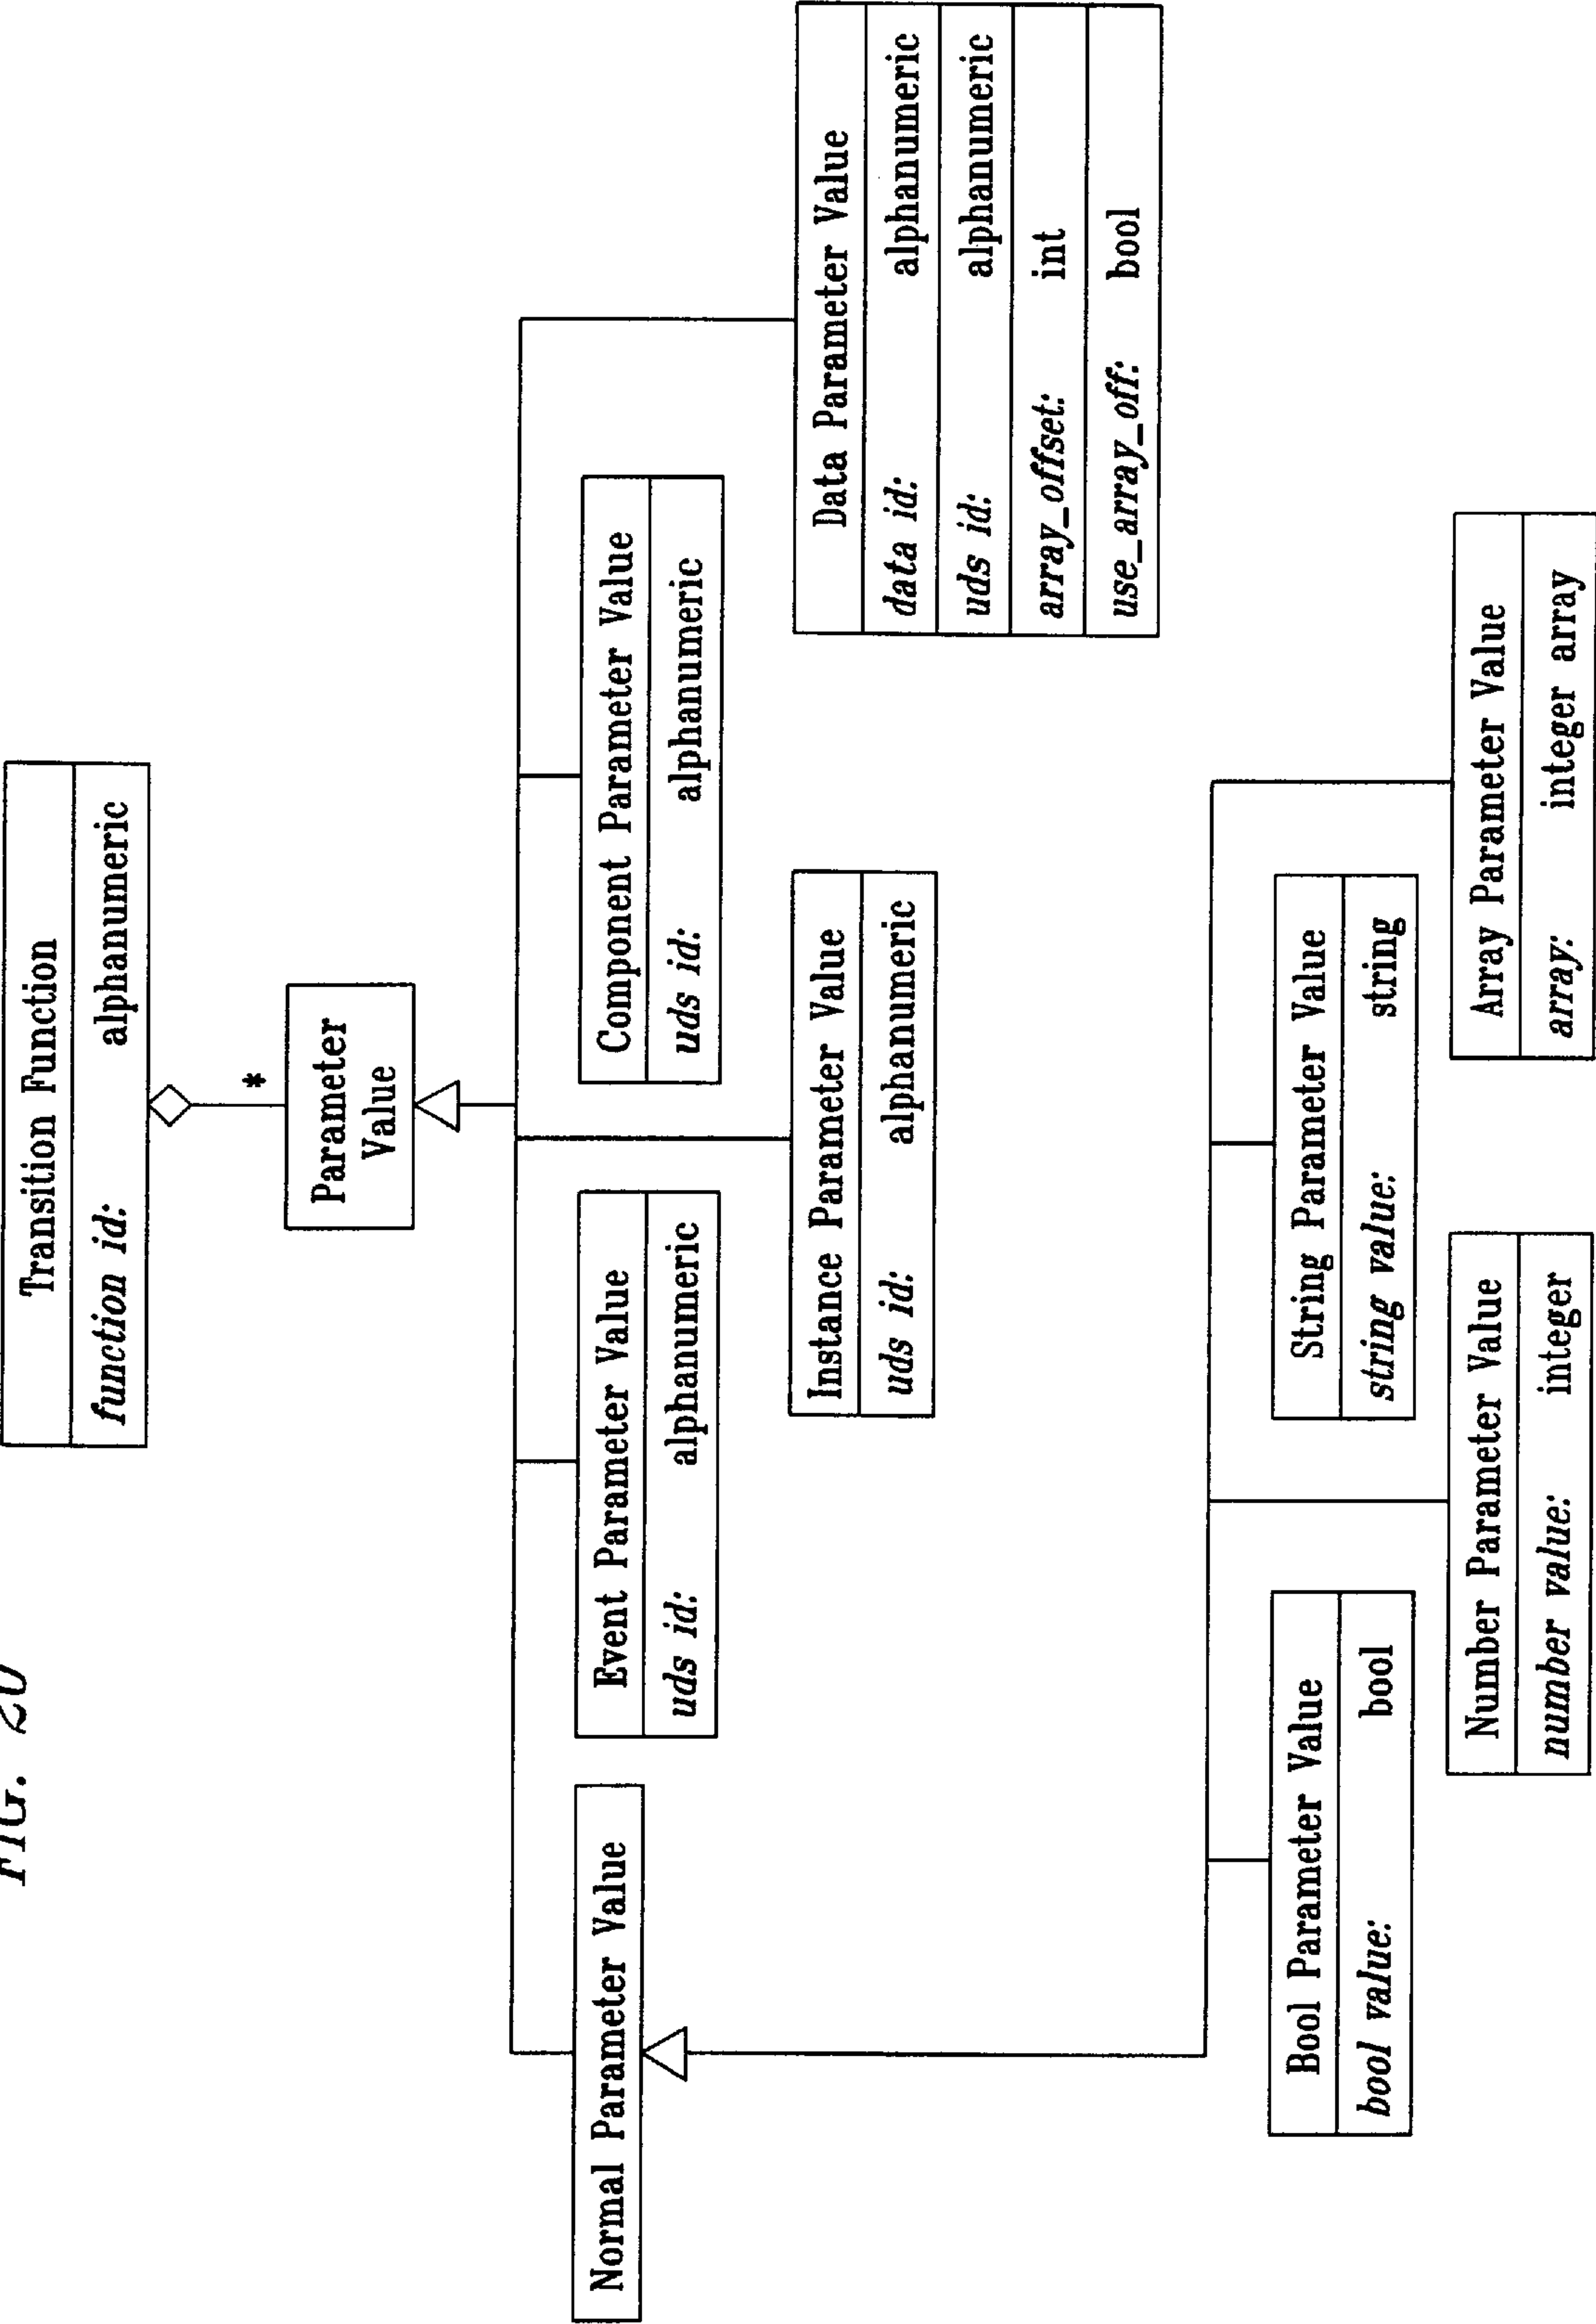 FIG. 20
Transition Function
function id: alphanumeric
*
Parameter
Value
Normal Parameter Value
Event Parameter Value
uds id: alphanumeric
Component Parameter Value
uds id: alphanumeric
Instance Parameter Value
uds id: alphanumeric
Data Parameter Value
data id: alphanumeric
uds id: alphanumeric
array_offset: int
use_array_off: bool
Bool Parameter Value
bool value: bool
String Parameter Value
string value: string
Number Parameter Value
number value: integer
Array Parameter Value
array: integer array